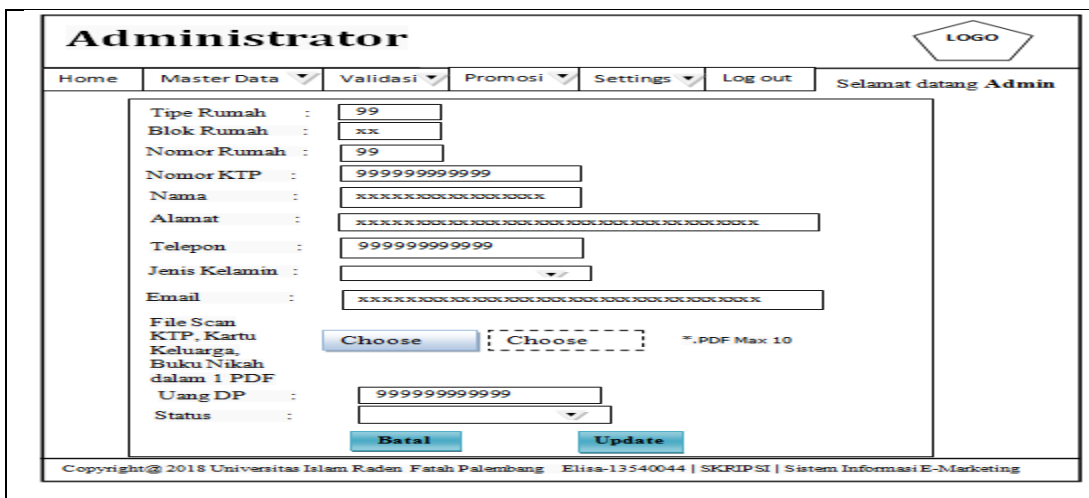 Administrator
LOGO
Home Master Data Validasi Promosi Settings Log out Selamat datang Admin
Tipe Rumah : 99
Blok Rumah : xx
Nomor Rumah : 99
Nomor KTP : 999999999999
Nama : xxxxxxxxxxxxxxxxx
Alamat : xxxxxxxxxxxxxxxxxxxxxxxxxxxxxxxxxxxx
Telepon : 999999999999
Jenis Kelamin :
Email : xxxxxxxxxxxxxxxxxxxxxxxxxxxxxxxxxxxx
File Scan
KTP, Kartu
Keluarga,
Buku Nikah
dalam 1 PDF
Choose Choose *.PDF Max 10
Uang DP : 999999999999
Status :
Batal Update
Copyright@ 2018 Universitas Islam Raden Fatah Palembang Elisa-13540044 | SKRIPSI | Sistem Informasi E-Marketing